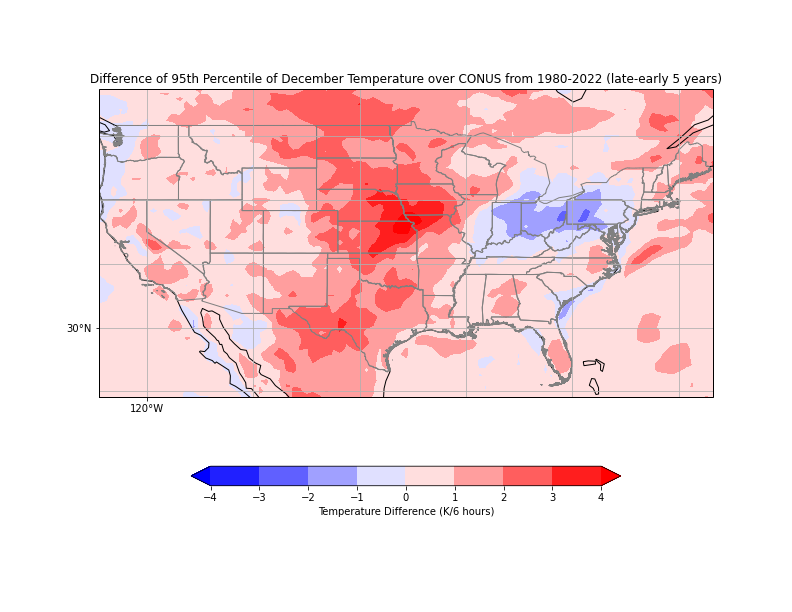 Difference of 95th Percentile of December Temperature over CONUS from 1980-2022 (late-early 5 years)
30°N
120°W
−4 −3 −2 −1 0 1 2 3 4
Temperature Difference (K/6 hours)